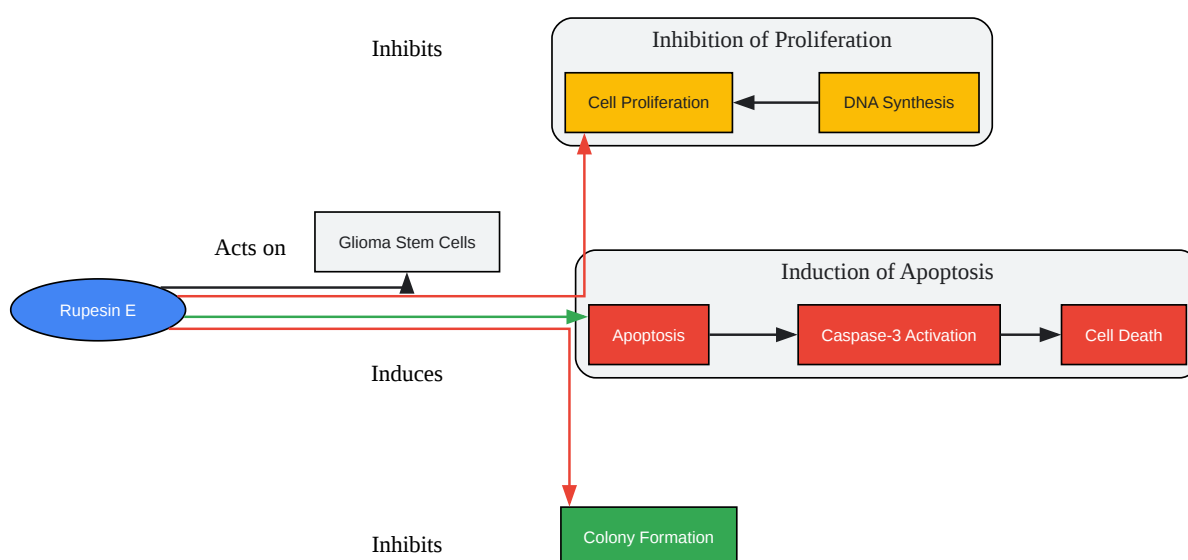 Inhibits
Inhibition of Proliferation
Cell Proliferation
DNA Synthesis
Acts on
Glioma Stem Cells
Induction of Apoptosis
Rupesin E
Apoptosis
Caspase-3 Activation
Cell Death
Induces
Inhibits
Colony Formation